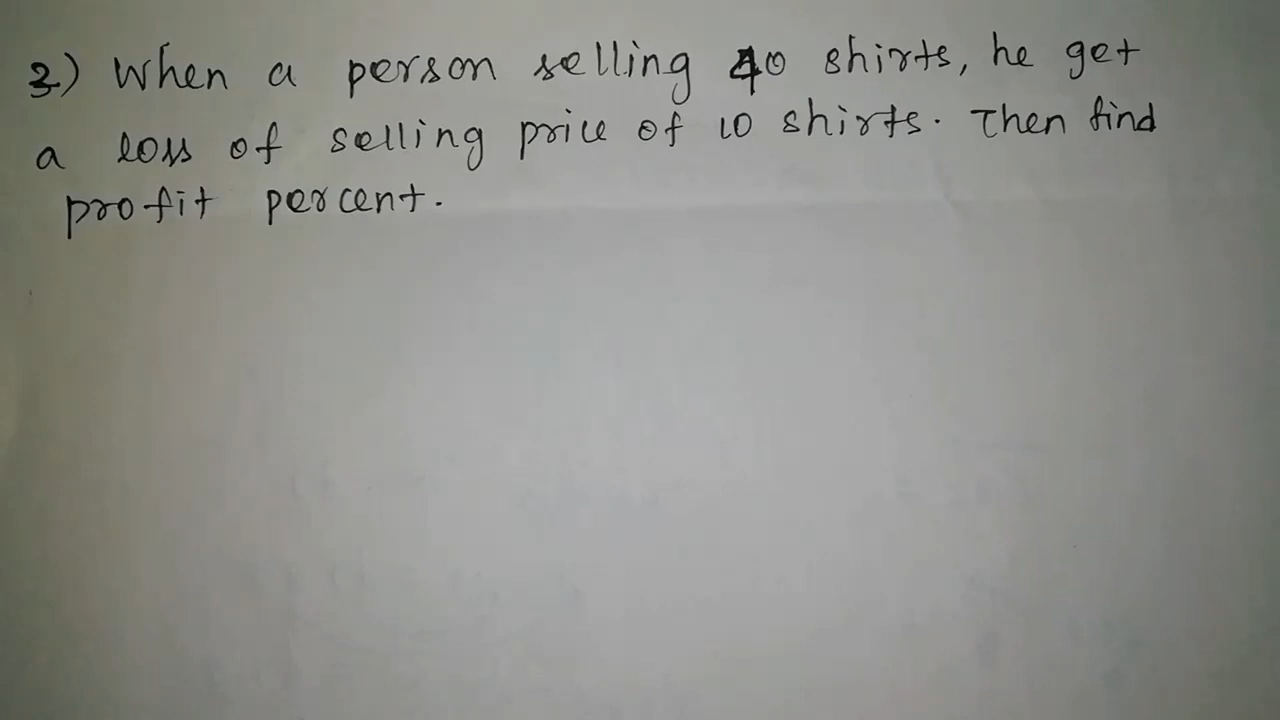 3) When a person selling 40 shirts, he get
a loss of selling price of 10 shirts. Then find
profit percent.